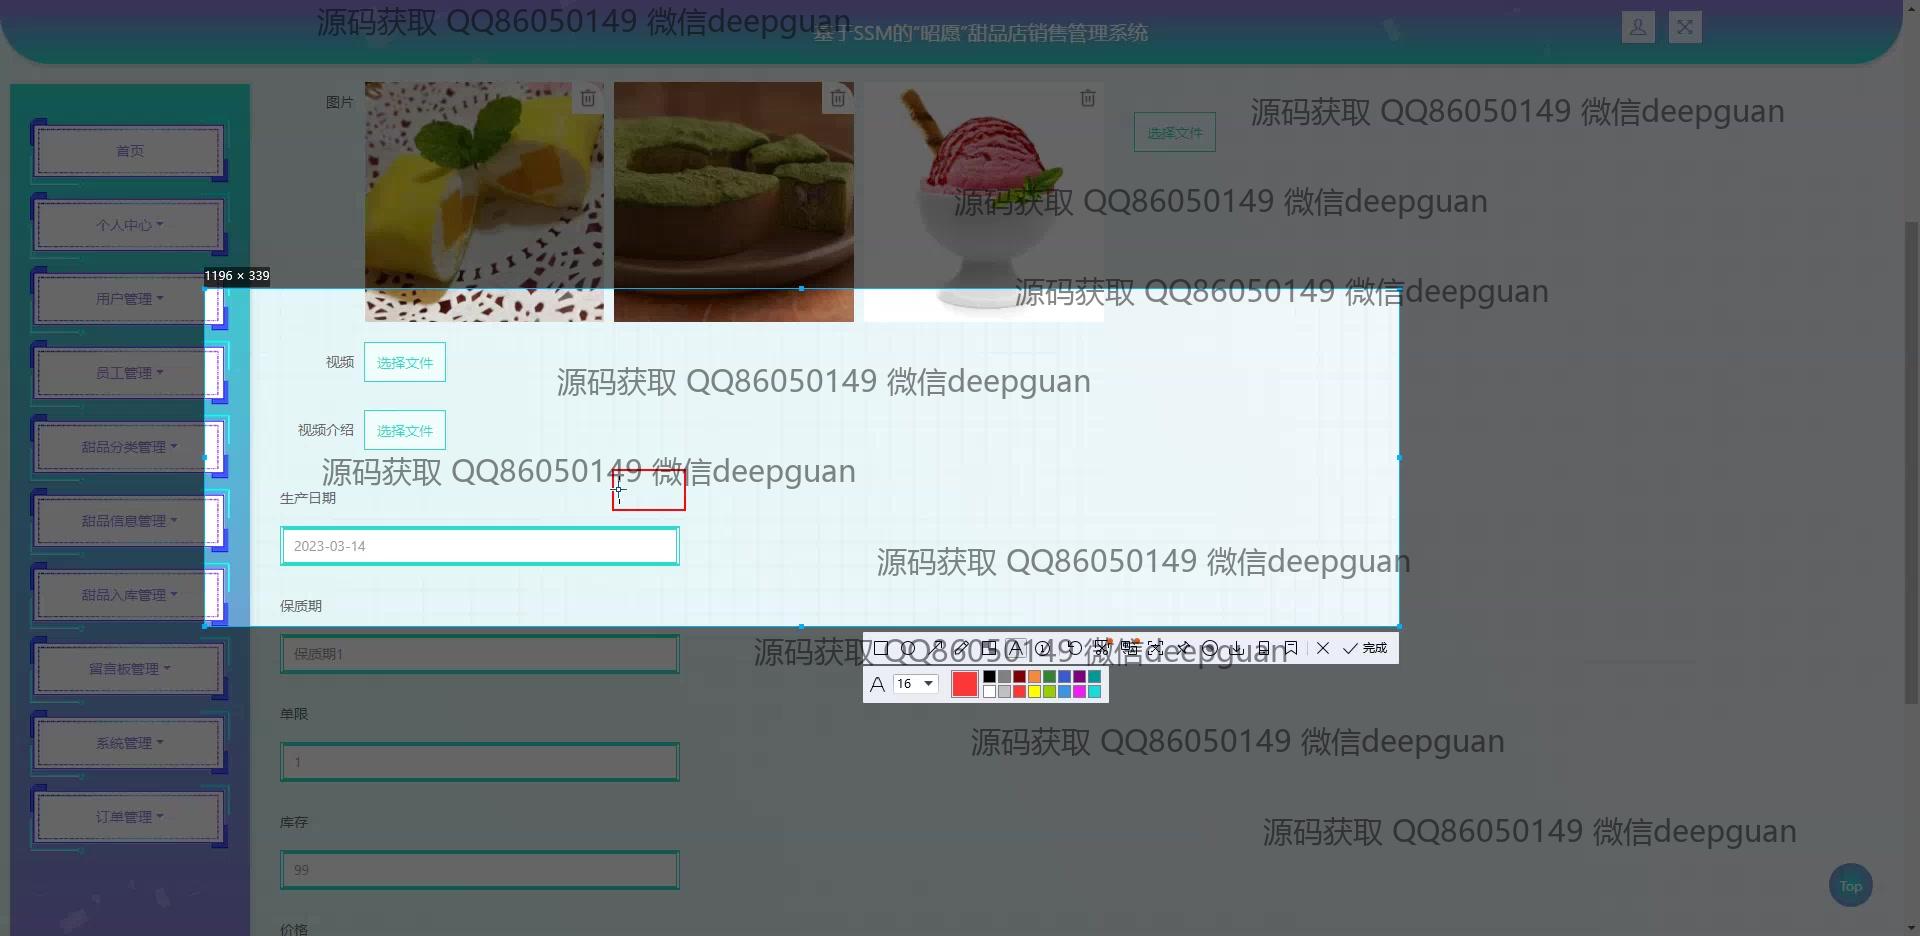 源码获取 QQ86050149 微信deepguan
基于SSM的“昭愿”甜品店销售管理系统
图片
选择文件
源码获取 QQ86050149 微信deepguan
首页
源码获取 QQ86050149 微信deepguan
个人中心
1196 × 339
用户管理
源码获取 QQ86050149 微信deepguan
视频
选择文件
员工管理
源码获取 QQ86050149 微信deepguan
视频介绍
选择文件
甜品分类管理
源码获取 QQ86050149 微信deepguan
生产日期
甜品信息管理
2023-03-14
源码获取 QQ86050149 微信deepguan
甜品入库管理
保质期
源码获取 QQ86050149 微信deepguan
完成
保质期1
留言板管理
A
16
单限
系统管理
源码获取 QQ86050149 微信deepguan
1
订单管理
库存
源码获取 QQ86050149 微信deepguan
99
Top
价格